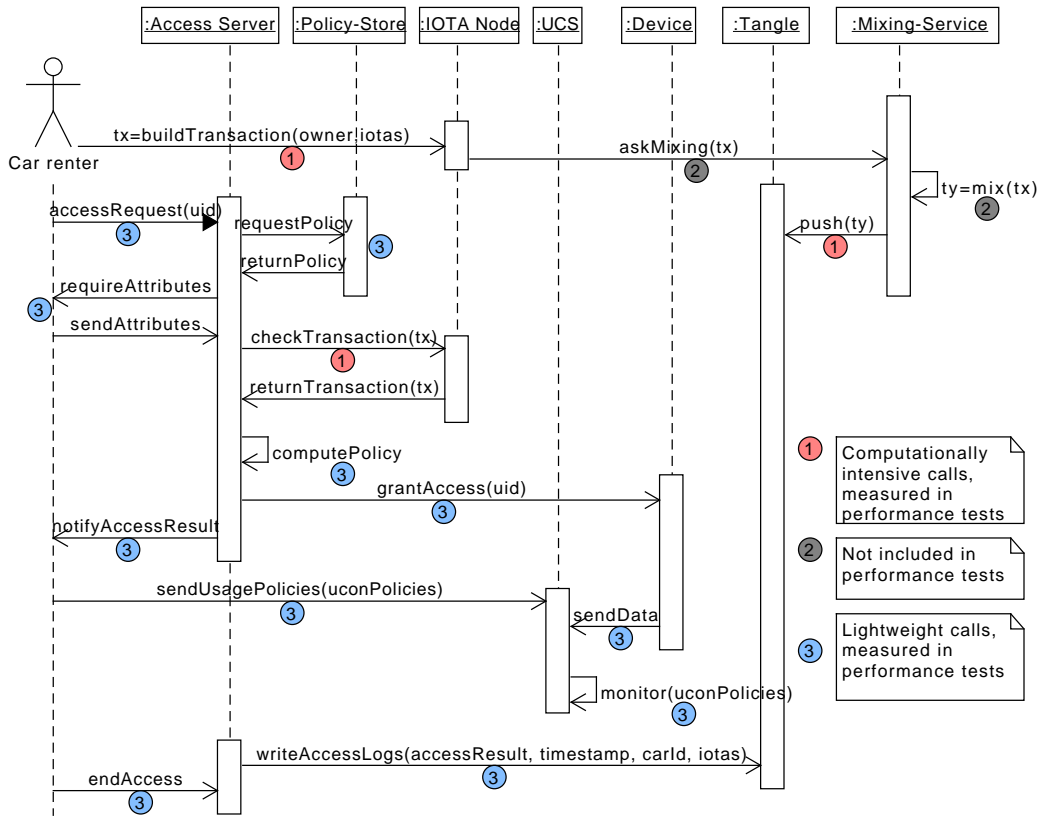 :Access Server :Policy-Store :IOTA Node :UCS :Device :Tangle :Mixing-Service
Car renter
tx=buildTransaction(owner,iotas)
1
askMixing(tx)
2
ty=mix(tx)
2
accessRequest(uid)
3
requestPolicy
3
push(ty)
1
returnPolicy
requireAttributes
3
sendAttributes
checkTransaction(tx)
1
returnTransaction(tx)
computePolicy
3
grantAccess(uid)
3
notifyAccessResult
3
1
Computationally
intensive calls,
measured in
performance tests
2
Not included in
performance tests
sendUsagePolicies(uconPolicies)
3
sendData
3
3
Lightweight calls,
measured in
performance tests
monitor(uconPolicies)
3
writeAccessLogs(accessResult, timestamp, carId, iotas)
3
endAccess
3